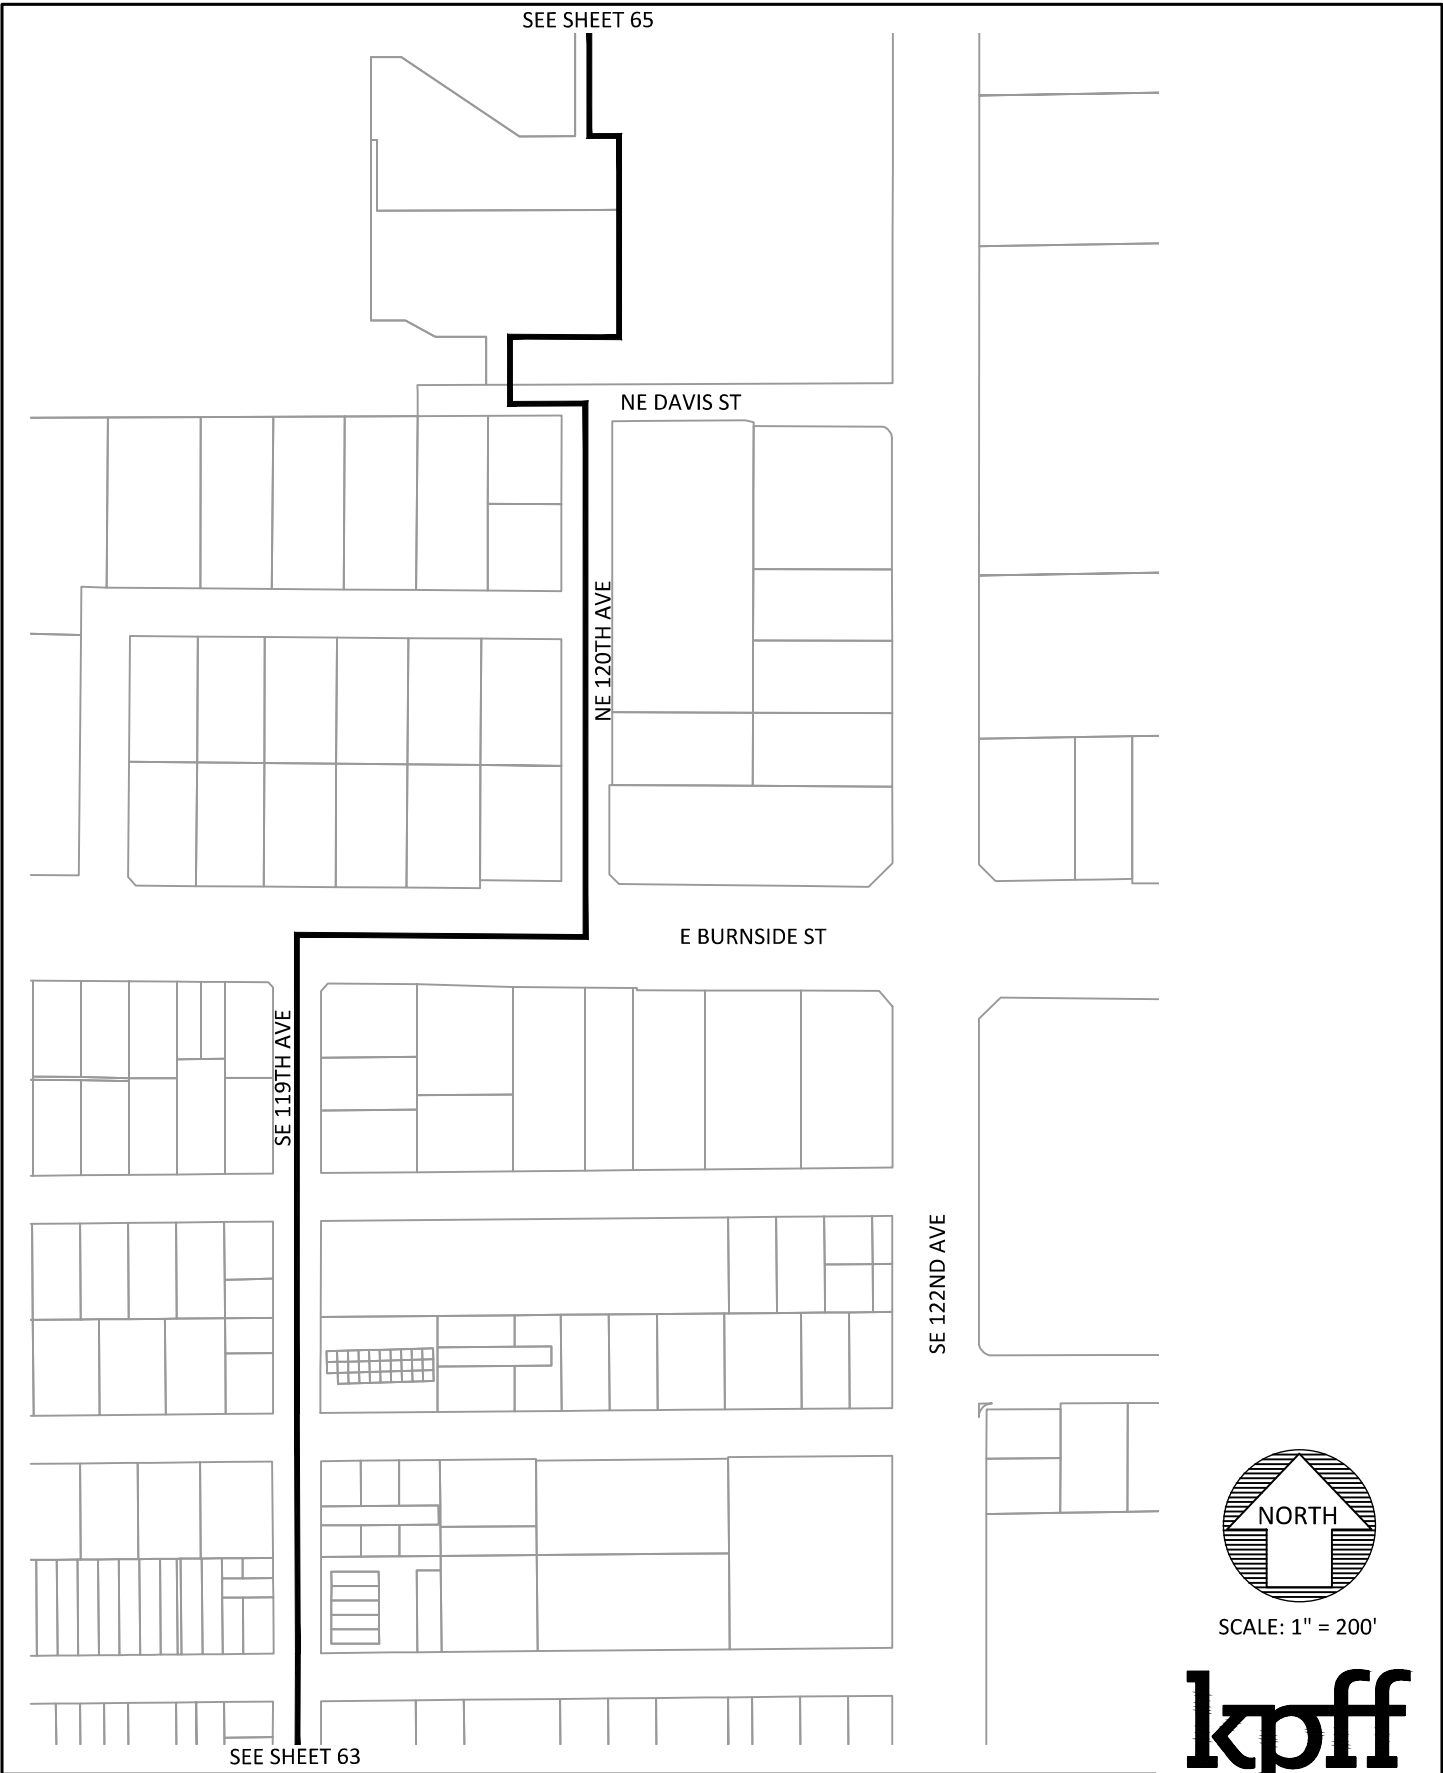 SEE SHEET 65
NE DAVIS ST
NE 120TH AVE
E BURNSIDE ST
SE 119TH AVE
SE 122ND AVE
NORTH
SCALE: 1" = 200'
kpff
SEE SHEET 63